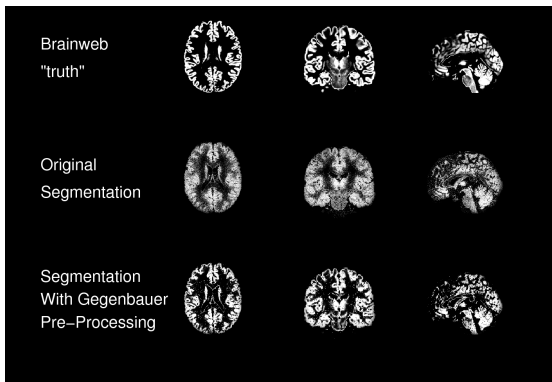 Brainweb
"truth"
Original
Segmentation
Segmentation
With Gegenbauer
Pre-Processing